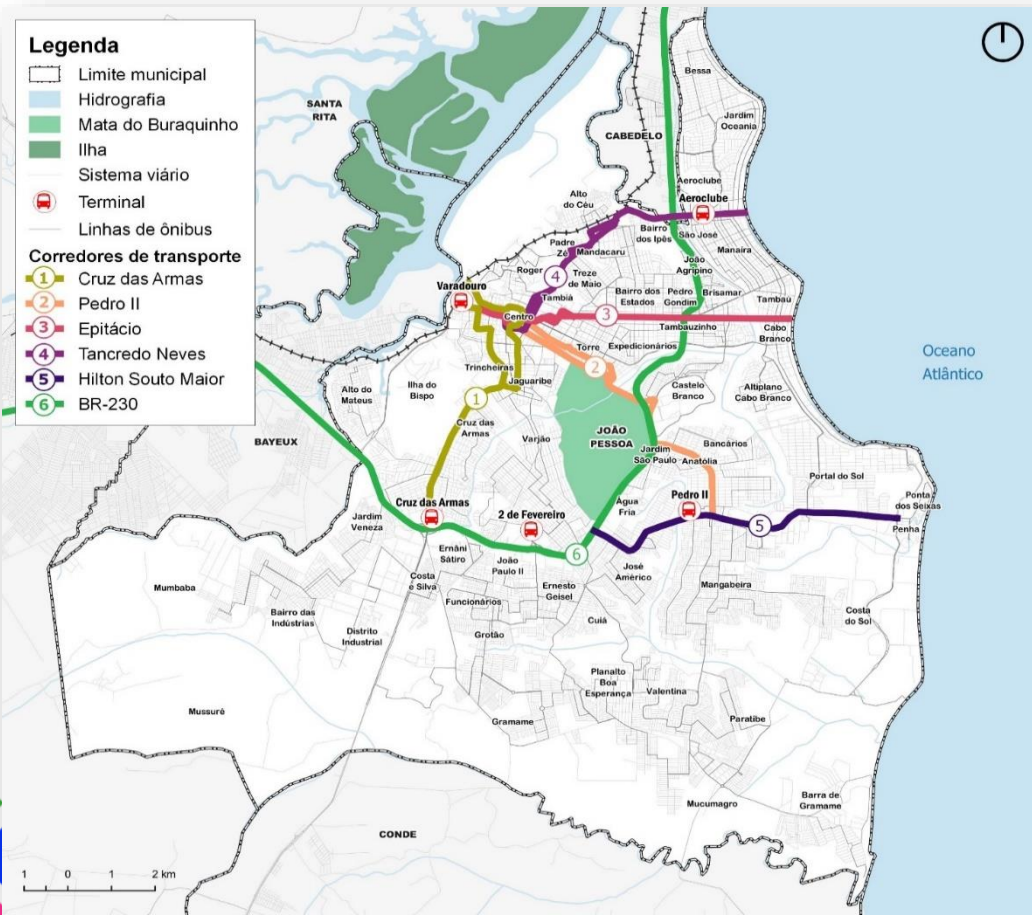 Legenda
Limite municipal
Hidrografia
Mata do Buraquinho
Ilha
Sistema viário
Terminal
Linhas de ônibus
Corredores de transporte
1 Cruz das Armas
2 Pedro II
3 Epitácio
4 Tancredo Neves
5 Hilton Souto Maior
6 BR-230
SANTA
RITA
CABEDELO
Bessa
Jardim
Oceania
Aeroclube
Aeroclube
Alto
do Céu
Bairro
dos Ipês
São José
Manaíra
Padre
Zé
Mandacaru
João
Agripino
Roger
4
Treze
de Maio
Varadouro
Tambiá
Bairro dos
Estados
Pedro
Gondim
Brisamar
Tambaú
Centro
3
Tambauzinho
Cabo
Branco
Torre
Expedicionários
Oceano
Atlântico
Trincheiras
2
Jaguaribe
Alto do
Mateus
Ilha do
Bispo
1
Castelo
Branco
Altiplano
Cabo Branco
Cruz das
Armas
Varjão
JOÃO
PESSOA
BAYEUX
Bancários
Jardim
São Paulo
Anatólia
Portal do Sol
Cruz das Armas
2 de Fevereiro
Água
Fria
Pedro II
Ponta
dos Seixas
Jardim
Veneza
5
Penha
Ernâni
Sátiro
João
Paulo II
6
José
Américo
Costa
e Silva
Ernesto
Geisel
Mangabeira
Mumbaba
Funcionários
Bairro das
Indústrias
Distrito
Industrial
Cuiá
Costa
do Sol
Grotão
Planalto
Boa
Esperança
Valentina
Mussuré
Gramame
Paratibe
Mucumagro
Barra de
Gramame
CONDE
1 0 1 2 km